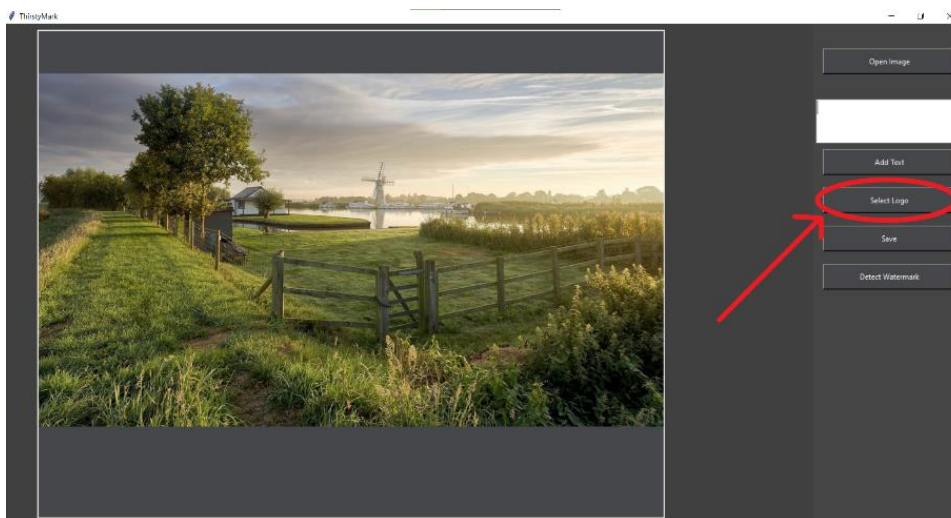 ThirstyMark
Open Image
Add Text
Select Logo
Save
Detect Watermark